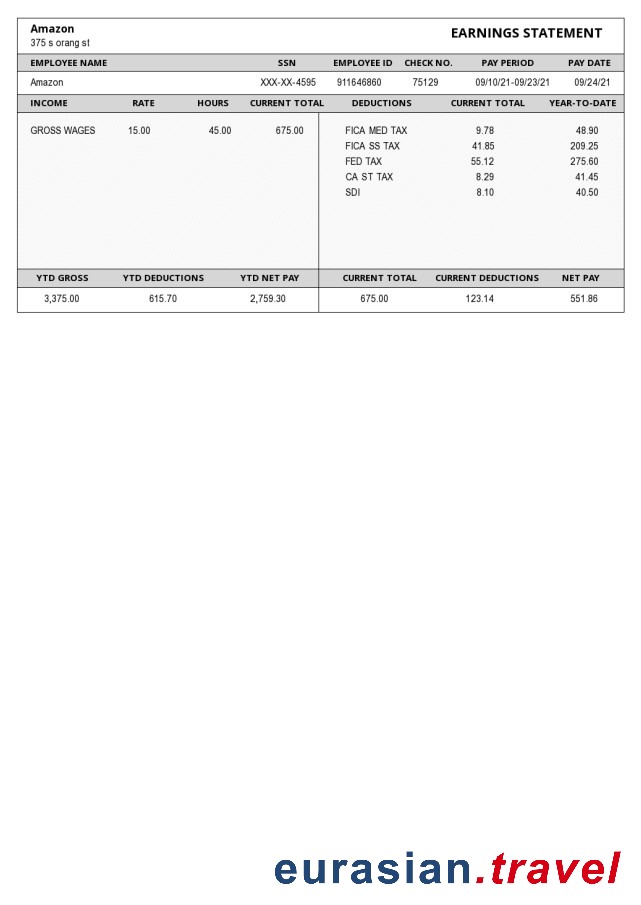 Amazon
EARNINGS STATEMENT
375 s orang st
EMPLOYEE NAME SSN EMPLOYEE ID CHECK NO. PAY PERIOD PAY DATE
Amazon XXX-XX-4595 911646860 75129 09/10/21-09/23/21 09/24/21
INCOME RATE HOURS CURRENT TOTAL DEDUCTIONS CURRENT TOTAL YEAR-TO-DATE
GROSS WAGES 15.00 45.00 675.00 FICA MED TAX 9.78 48.90
FICA SS TAX 41.85 209.25
FED TAX 55.12 275.60
CA ST TAX 8.29 41.45
SDI 8.10 40.50
YTD GROSS YTD DEDUCTIONS YTD NET PAY CURRENT TOTAL CURRENT DEDUCTIONS NET PAY
3,375.00 615.70 2,759.30 675.00 123.14 551.86
eurasian.travel